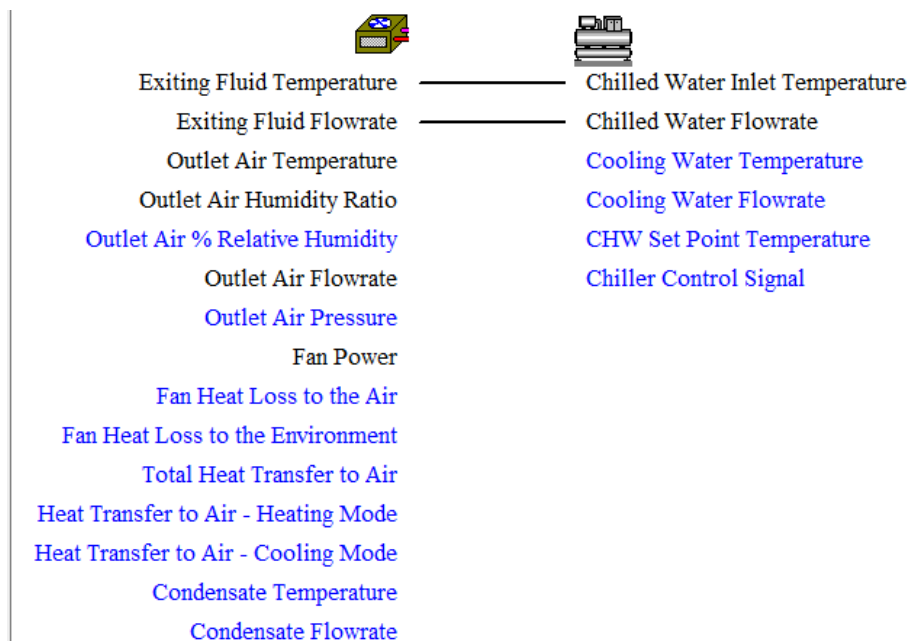 Exiting Fluid Temperature Chilled Water Inlet Temperature
Exiting Fluid Flowrate Chilled Water Flowrate
Outlet Air Temperature Cooling Water Temperature
Outlet Air Humidity Ratio Cooling Water Flowrate
Outlet Air % Relative Humidity CHW Set Point Temperature
Outlet Air Flowrate Chiller Control Signal
Outlet Air Pressure
Fan Power
Fan Heat Loss to the Air
Fan Heat Loss to the Environment
Total Heat Transfer to Air
Heat Transfer to Air - Heating Mode
Heat Transfer to Air - Cooling Mode
Condensate Temperature
Condensate Flowrate